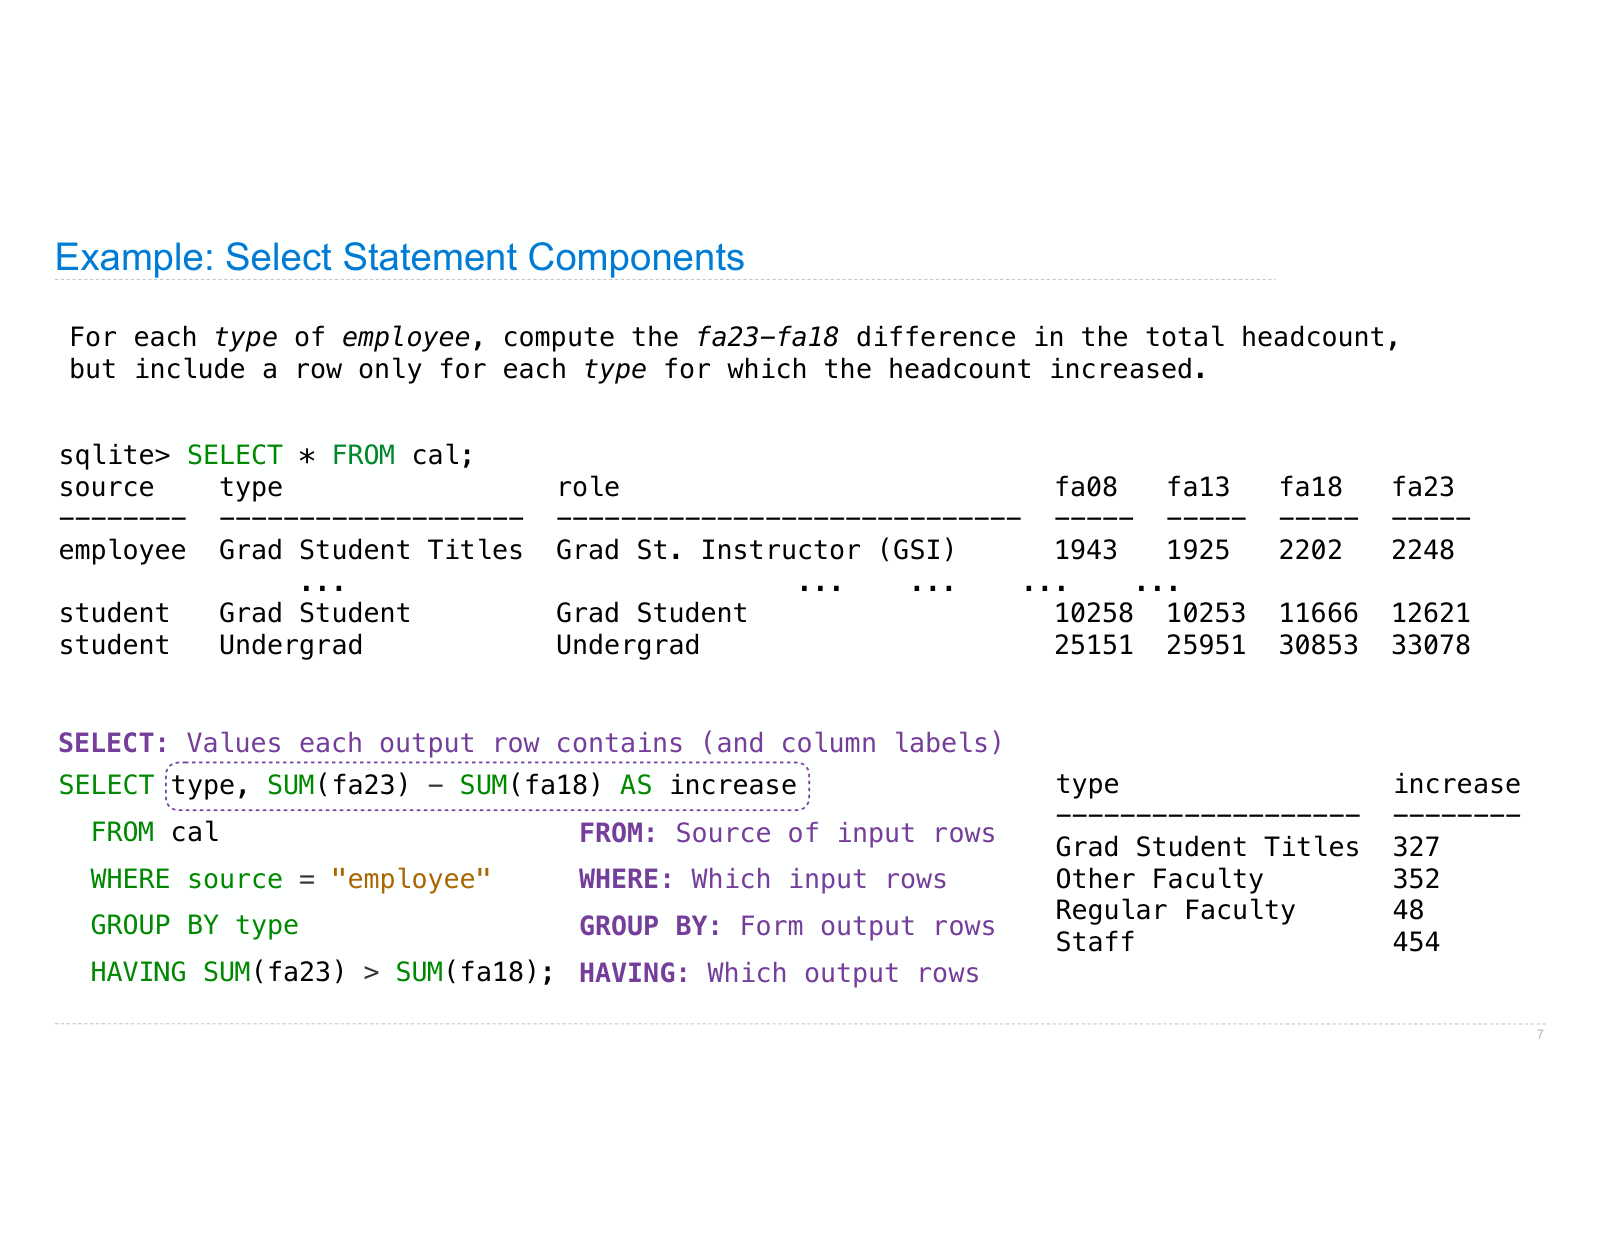 Example: Select Statement Components
For each type of employee, compute the fa23-fa18 difference in the total headcount,
but include a row only for each type for which the headcount increased.
sqlite> SELECT * FROM cal;
source    type                 role                           fa08   fa13   fa18   fa23
--------  -------------------  -----------------------------  -----  -----  -----  -----
employee  Grad Student Titles  Grad St. Instructor (GSI)      1943   1925   2202   2248
...    ...    ...    ...    ...
student   Grad Student         Grad Student                   10258  10253  11666  12621
student   Undergrad            Undergrad                      25151  25951  30853  33078
SELECT: Values each output row contains (and column labels)
SELECT type, SUM(fa23) - SUM(fa18) AS increase
FROM cal
WHERE source = "employee"
GROUP BY type
HAVING SUM(fa23) > SUM(fa18);
FROM: Source of input rows
WHERE: Which input rows
GROUP BY: Form output rows
HAVING: Which output rows
type                 increase
-------------------  --------
Grad Student Titles  327
Other Faculty        352
Regular Faculty      48
Staff                454
7